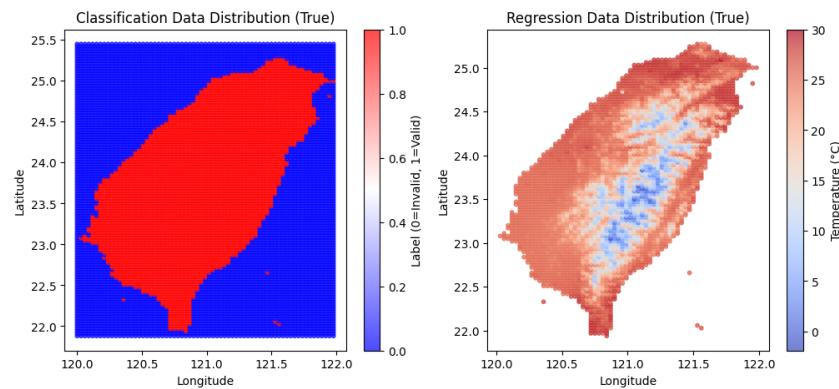 Classification Data Distribution (True)
25.5
25.0
24.5
24.0
23.5
23.0
22.5
22.0
Latitude
120.0 120.5 121.0 121.5 122.0
Longitude
1.0
0.8
0.6
0.4
0.2
0.0
Label (0=Invalid, 1=Valid)
Regression Data Distribution (True)
25.0
24.5
24.0
23.5
23.0
22.5
22.0
Latitude
120.0 120.5 121.0 121.5 122.0
Longitude
30
25
20
15
10
5
0
Temperature (°C)